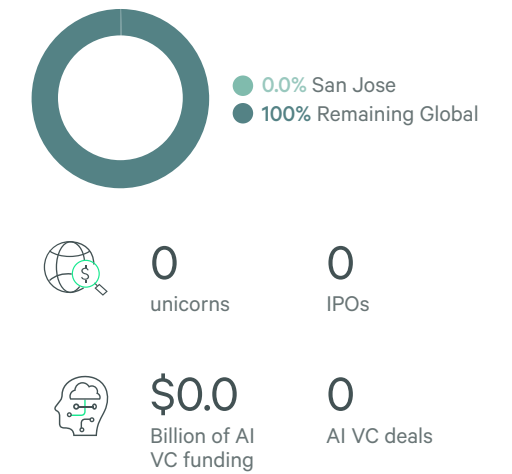 0.0% San Jose
100% Remaining Global
$
0
0
unicorns
IPOs
$0.0
0
Billion of AI
VC funding
AI VC deals